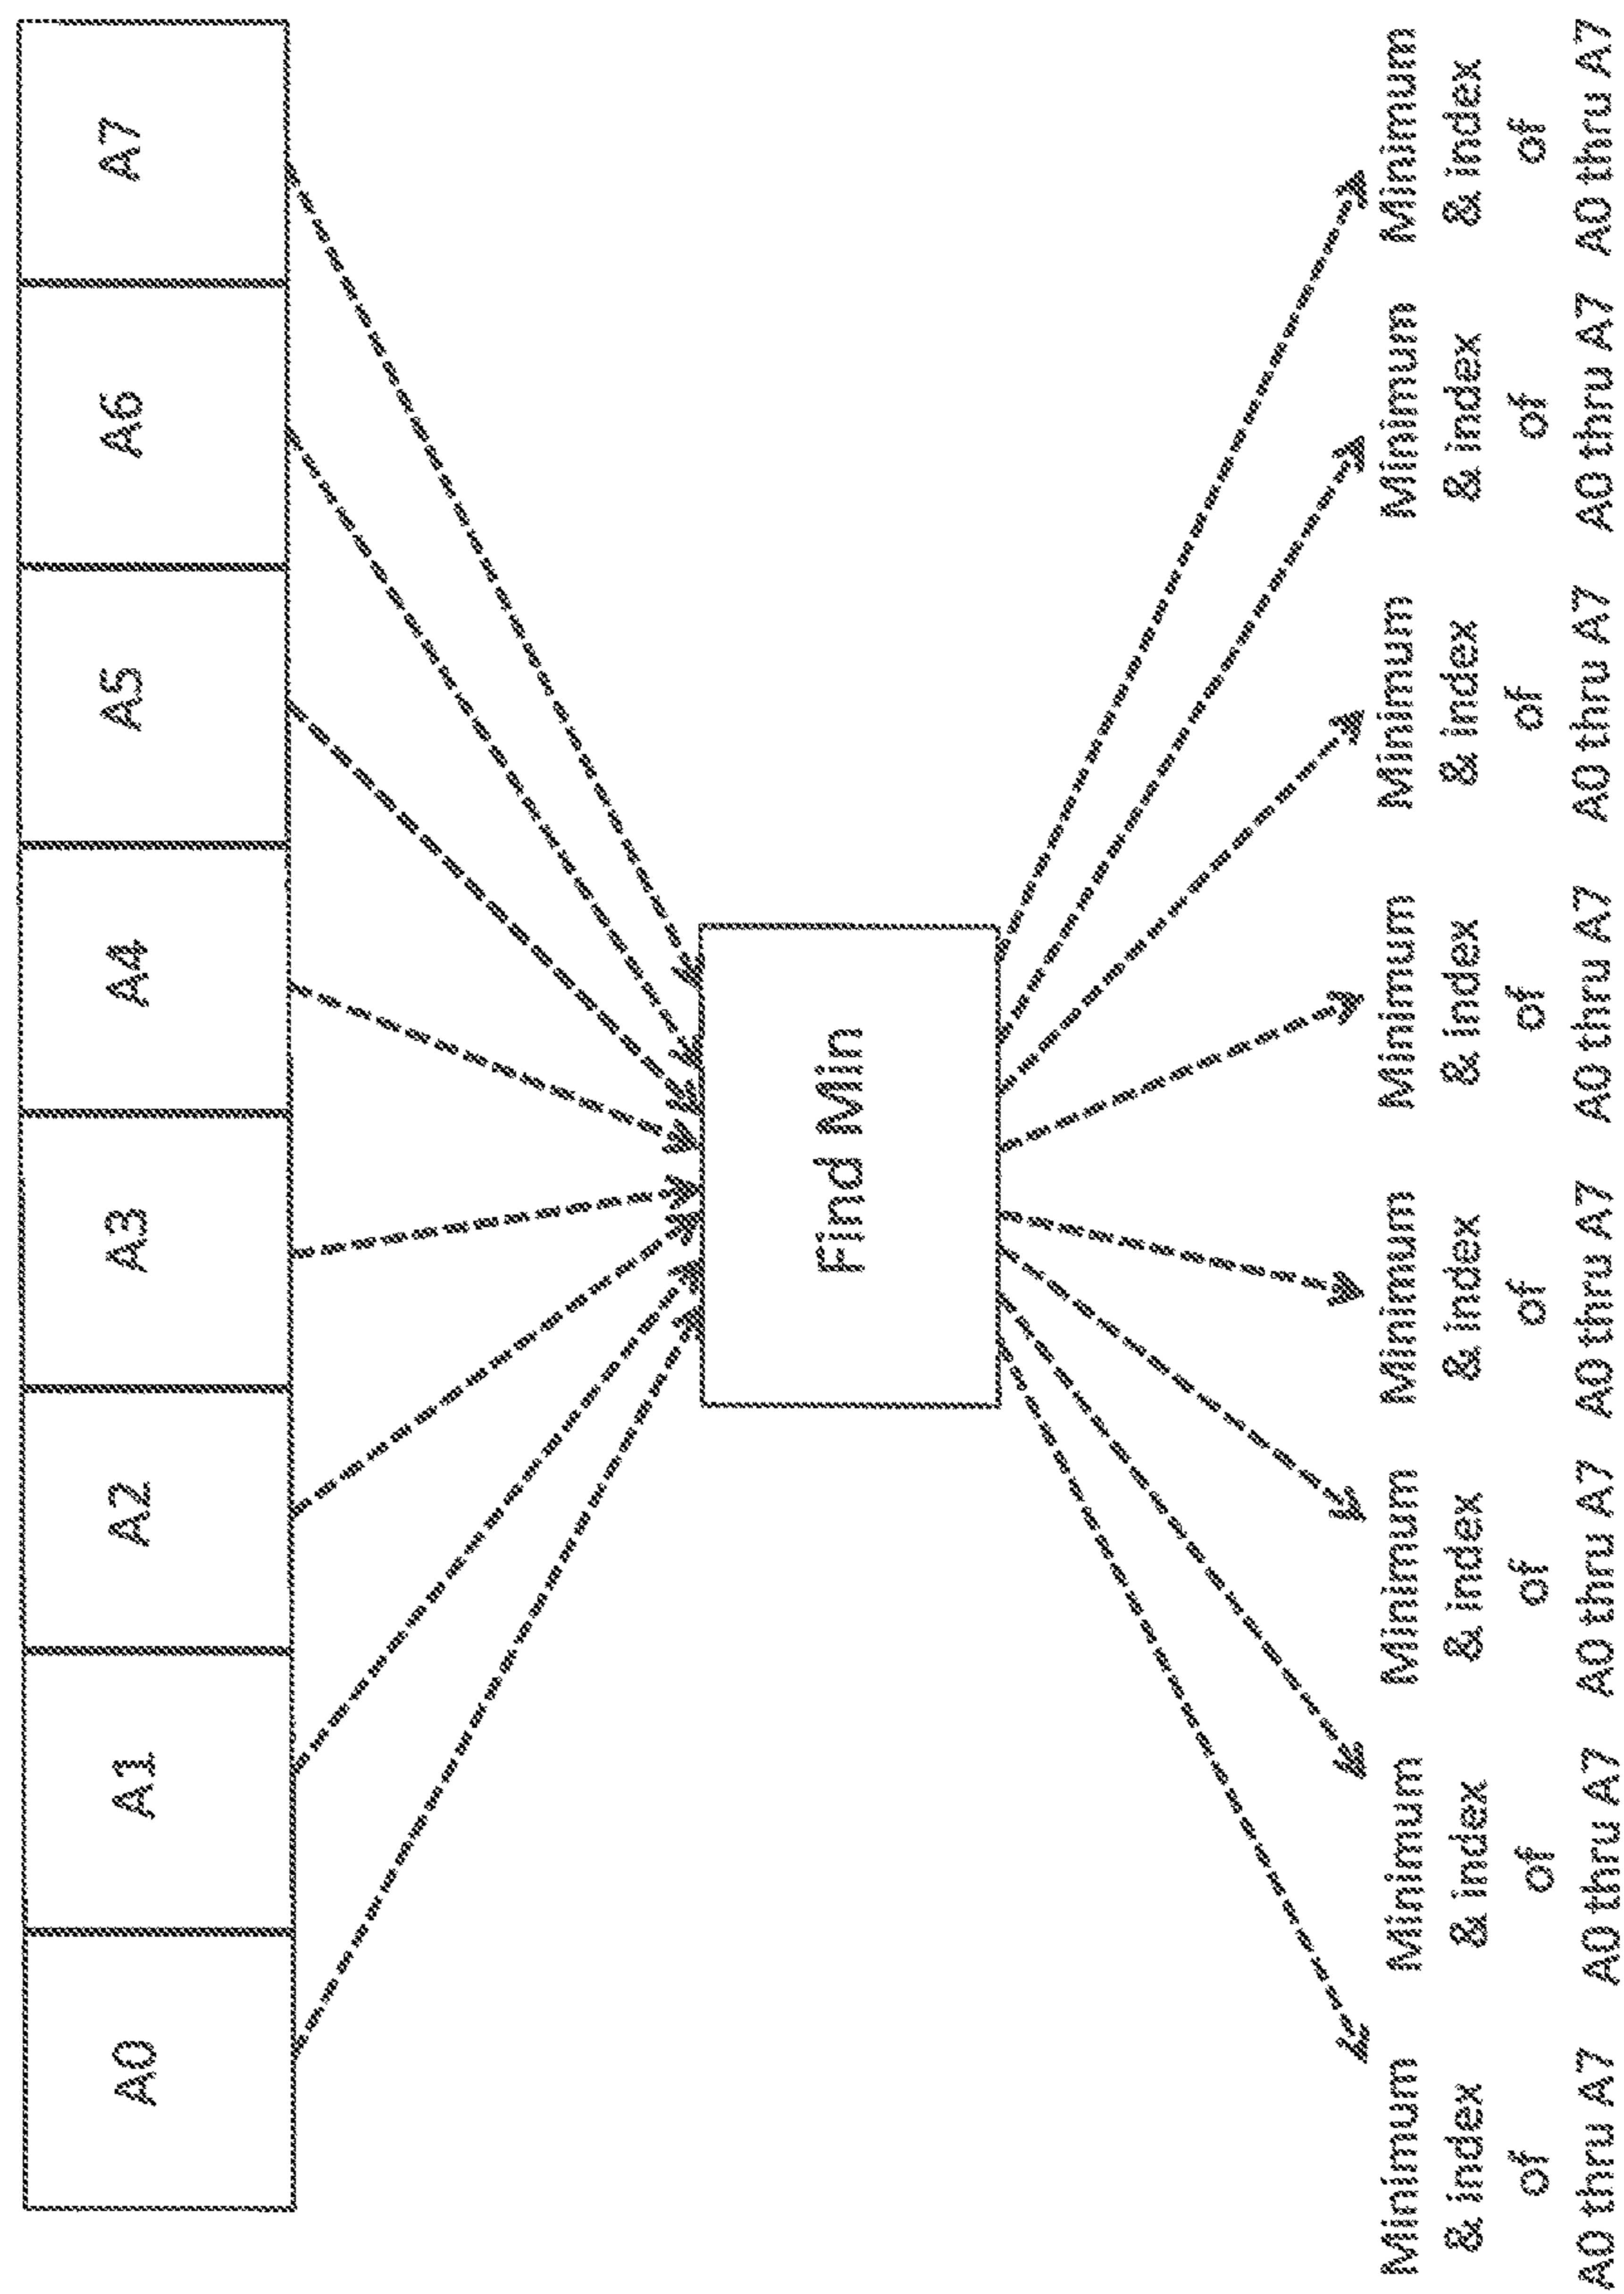 A0
A1
A2
A3
A4
A5
A6
A7
Find Min
Minimum
& index
of
A0 thru A7
Minimum
& index
of
A0 thru A7
Minimum
& index
of
A0 thru A7
Minimum
& index
of
A0 thru A7
Minimum
& index
of
A0 thru A7
Minimum
& index
of
A0 thru A7
Minimum
& index
of
A0 thru A7
Minimum
& index
of
A0 thru A7